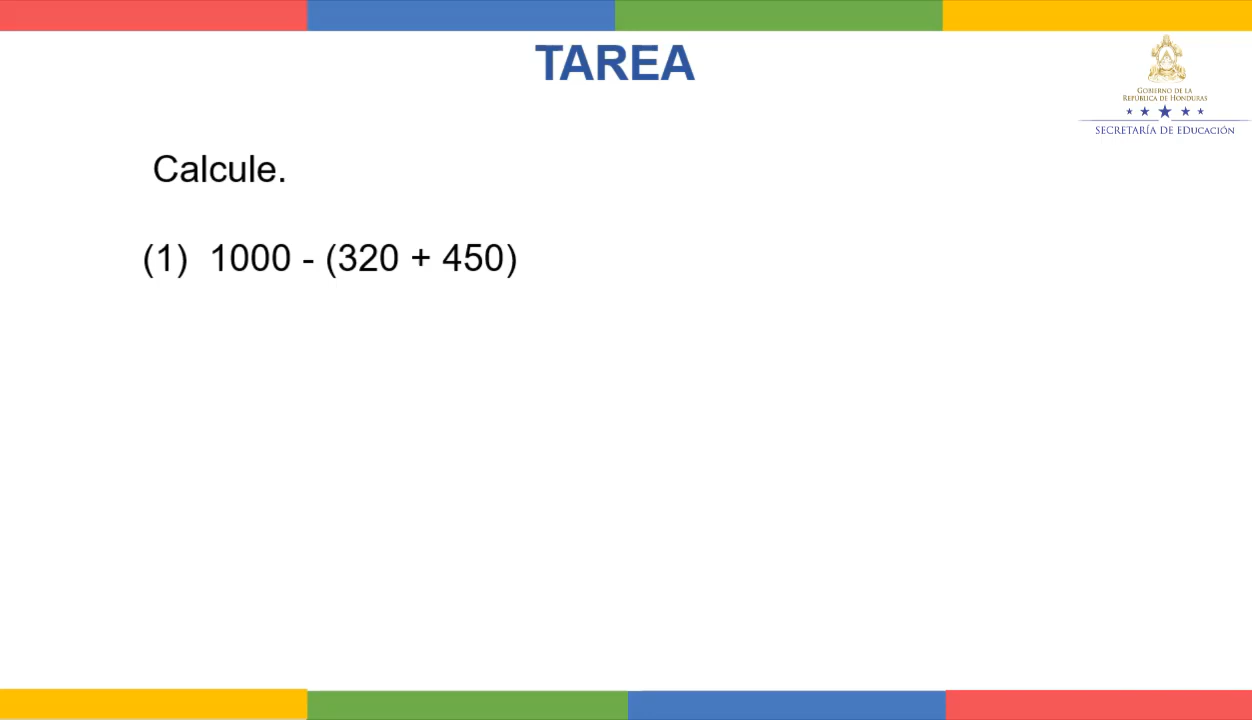 TAREA
GOBIERNO DE LA
REPÚBLICA DE HONDURAS
SECRETARÍA DE EDUCACIÓN
Calcule.
(1) 1000 - (320 + 450)